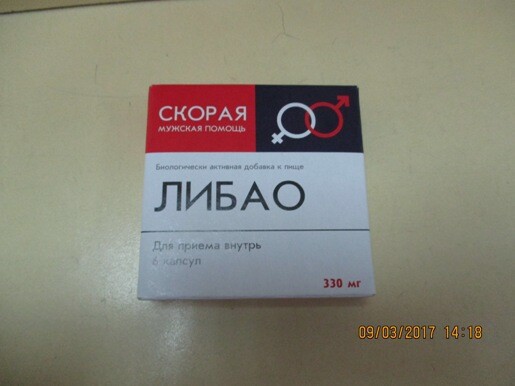 СКОРАЯ
МУЖСКАЯ ПОМОЩЬ
Биологически активная добавка к пище
ЛИБАО
Для приема внутрь
6 капсул
330 мг
09/03/2017 14:18